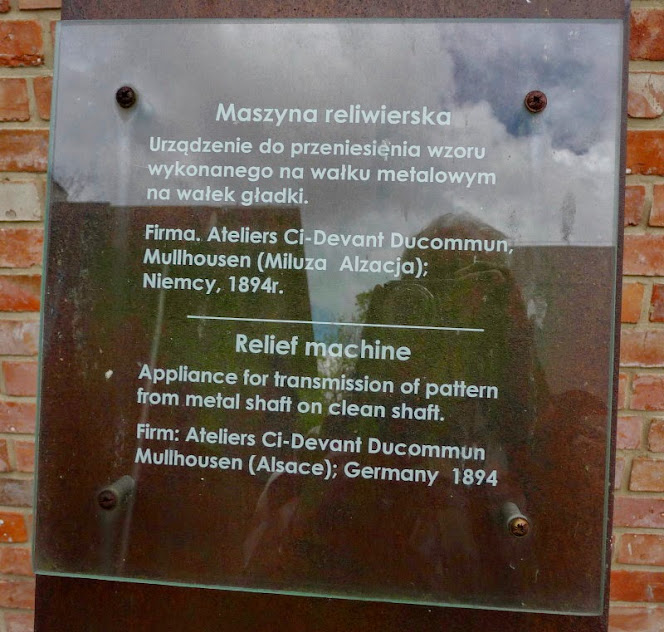 Maszyna reliwierska
Urządzenie do przeniesienia wzoru
wykonanego na wałku metalowym
na wałek gładki.
Firma. Ateliers Ci-Devant Ducommun,
Mullhousen (Miluza Alzacja);
Niemcy, 1894r.
Relief machine
Appliance for transmission of pattern
from metal shaft on clean shaft.
Firm: Ateliers Ci-Devant Ducommun
Mullhousen (Alsace); Germany 1894